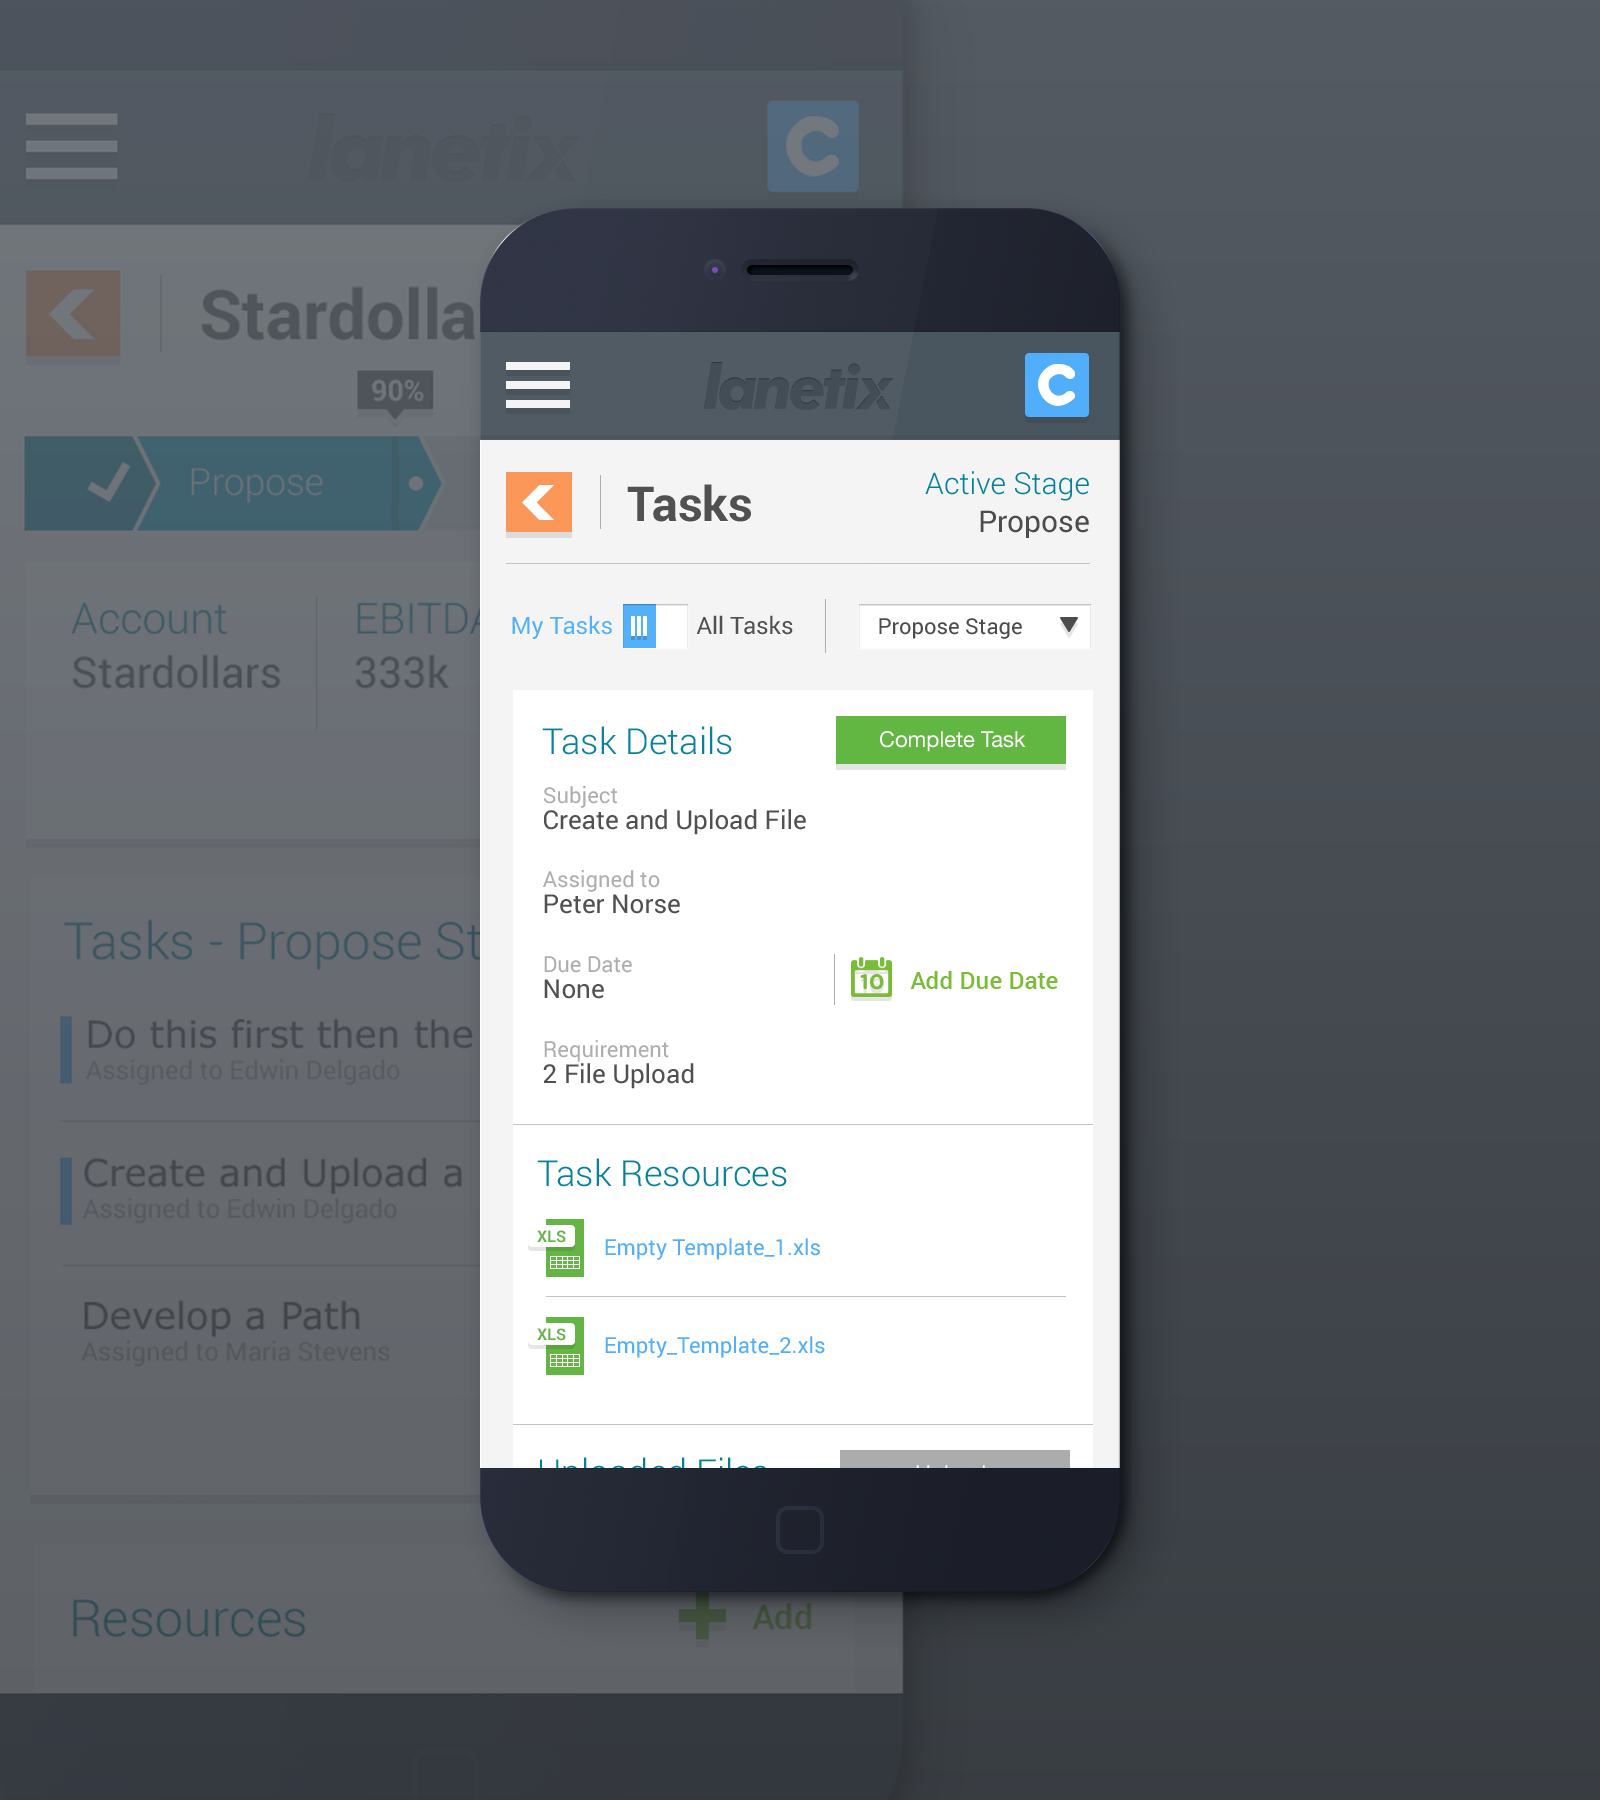 lanetix
C
Stardolla
90%
Propose
Account
Stardollars
EBITDA
333k
Tasks - Propose St
Do this first then the
Assigned to Edwin Delgado
Create and Upload a
Assigned to Edwin Delgado
Develop a Path
Assigned to Maria Stevens
Resources
Add
lanetix
C
Tasks
Active Stage
Propose
My Tasks
All Tasks
Propose Stage
Task Details
Complete Task
Subject
Create and Upload File
Assigned to
Peter Norse
Due Date
None
10
Add Due Date
Requirement
2 File Upload
Task Resources
XLS
Empty Template_1.xls
XLS
Empty_Template_2.xls
Uploaded Files